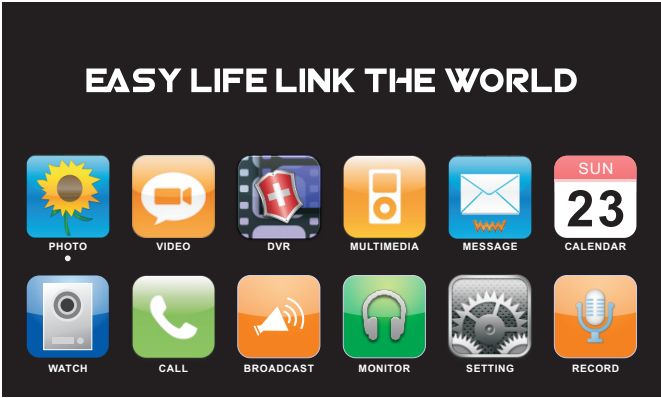 EASY LIFE LINK THE WORLD
SUN
23
PHOTO VIDEO DVR MULTIMEDIA MESSAGE CALENDAR
WATCH CALL BROADCAST MONITOR SETTING RECORD